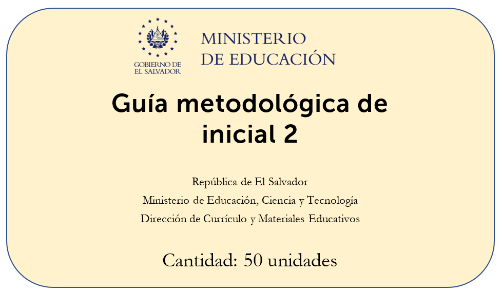 MINISTERIO
DE EDUCACIÓN
GOBIERNO DE
EL SALVADOR
Guía metodológica de
inicial 2
República de El Salvador
Ministerio de Educación, Ciencia y Tecnología
Dirección de Currículo y Materiales Educativos
Cantidad: 50 unidades